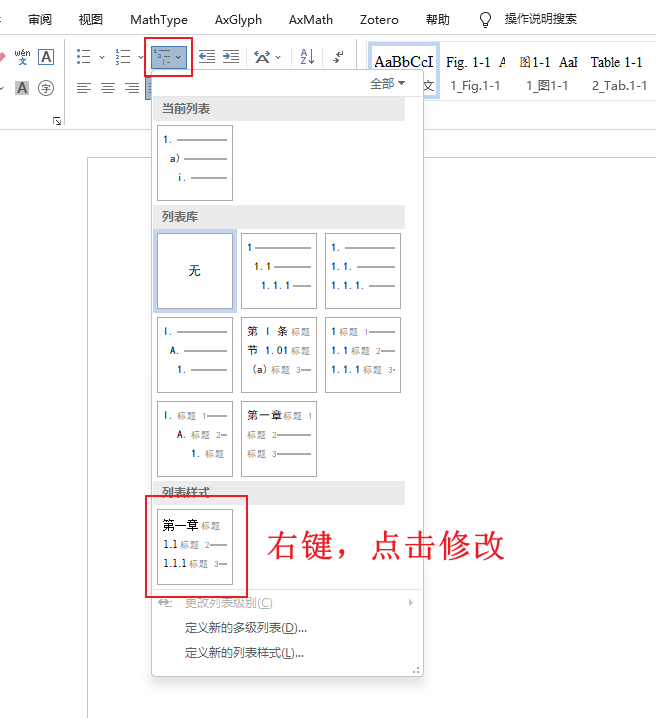 审阅 视图 MathType AxGlyph AxMath Zotero 帮助 操作说明搜索
wén
文 A
A 字
A
Z
AaBbCcI Fig. 1-1 A 图1-1 AaI Table 1-1
文 1_Fig.1-1 1_图1-1 2_Tab.1-1
全部
当前列表
1.
a)
i.
列表库
无
1
1.1
1.1.1
1.
1.1.
1.1.1.
I.
A.
1.
第 I 条 标题
节 1.01 标题
(a) 标题 3
1 标题 1
1.1 标题 2
1.1.1 标题 3
I. 标题 1
A. 标题 2
1. 标题
第一章 标题 1
标题 2
标题 3
列表样式
第一章 标题
1.1 标题 2
1.1.1 标题 3
右键，点击修改
更改列表级别(C)
定义新的多级列表(D)...
定义新的列表样式(L)...